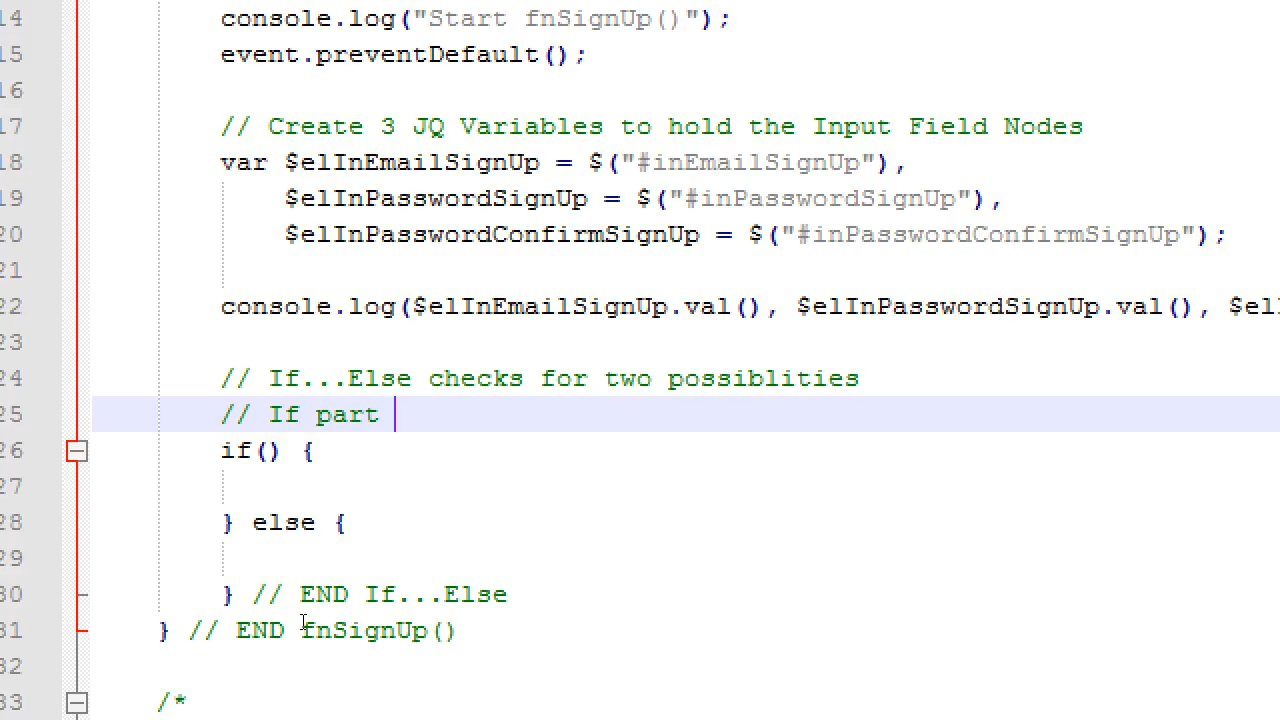 14 console.log("Start fnSignUp()");
15 event.preventDefault();
16
17 // Create 3 JQ Variables to hold the Input Field Nodes
18 var $elInEmailSignUp = $("#inEmailSignUp"),
19 $elInPasswordSignUp = $("#inPasswordSignUp"),
20 $elInPasswordConfirmSignUp = $("#inPasswordConfirmSignUp");
21
22 console.log($elInEmailSignUp.val(), $elInPasswordSignUp.val(), $el
23
24 // If...Else checks for two possiblities
25 // If part
26 if() {
27
28 } else {
29
30 } // END If...Else
31 } // END fnSignUp()
32
33 /*